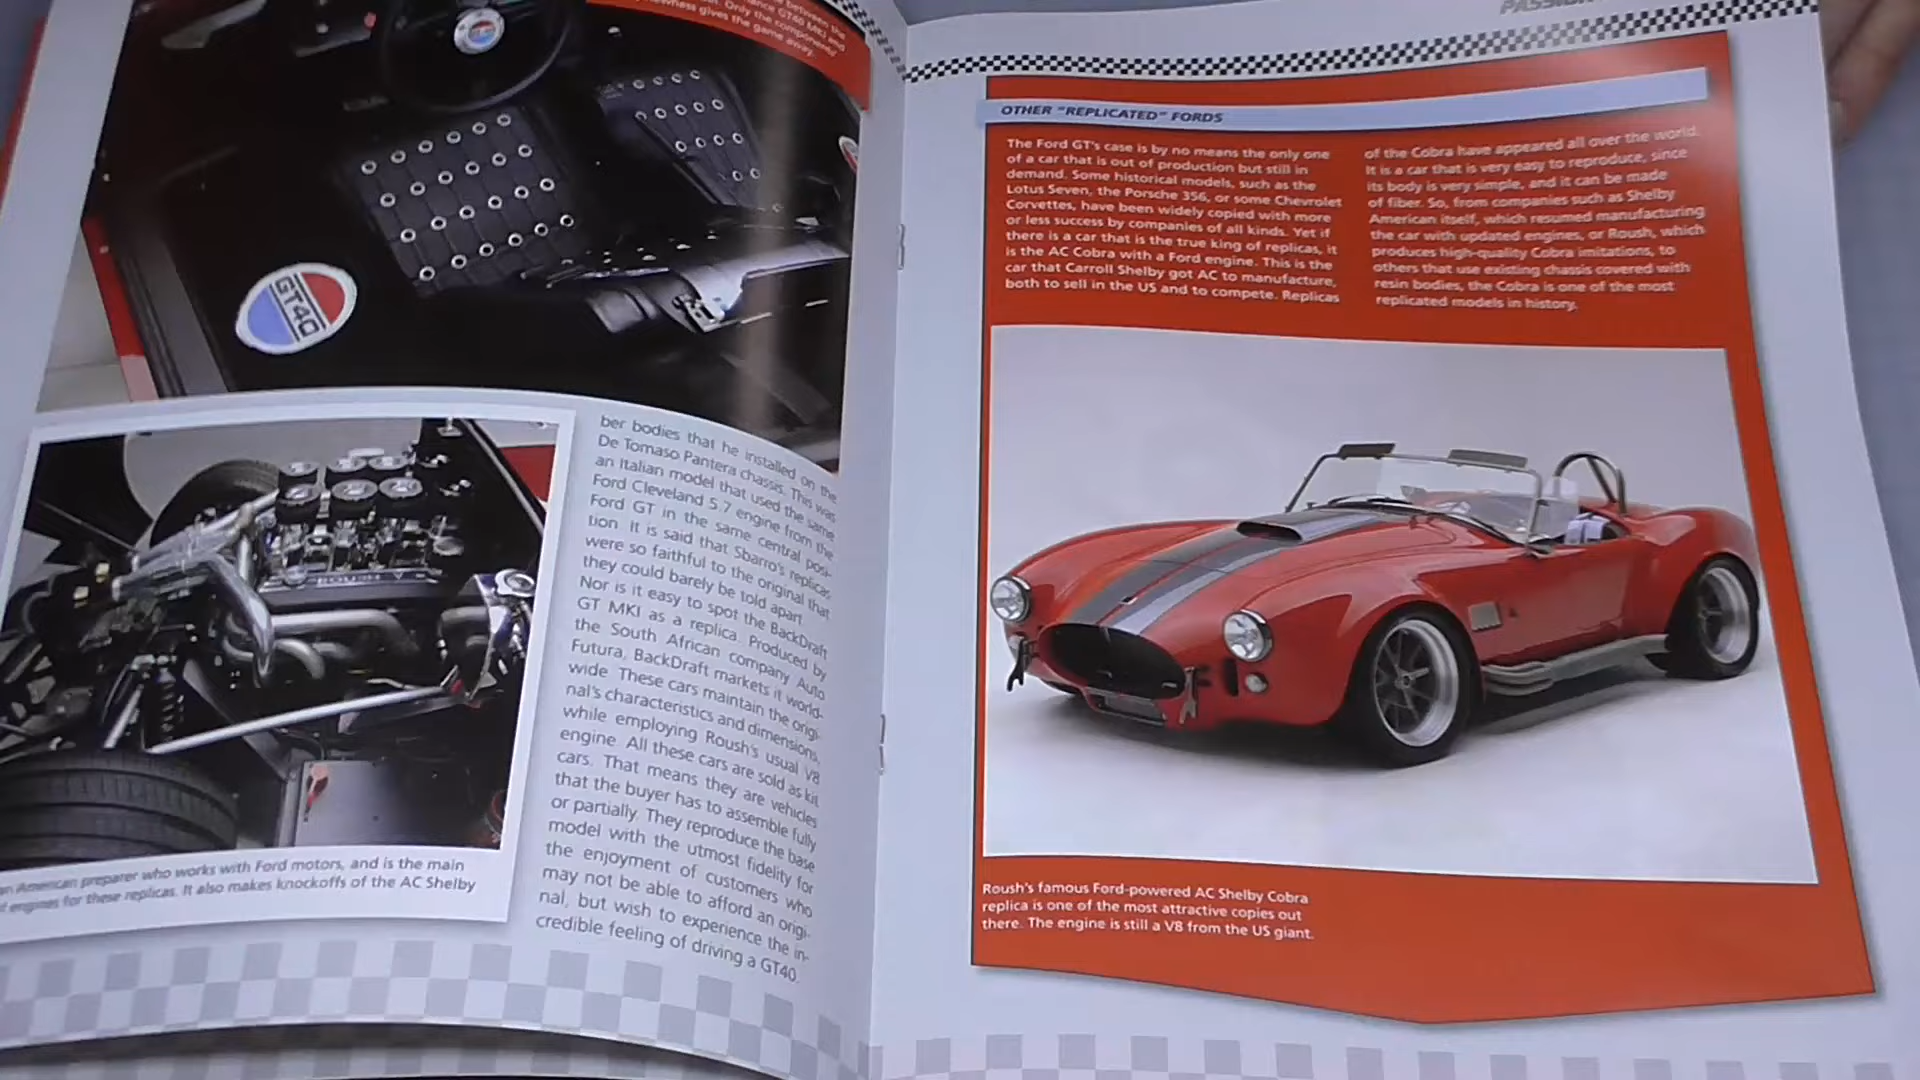 between the
GT40 MKI and
Only the components'
newness gives the
game away.
GT40
ber bodies that he installed on the
De Tomaso Pantera chassis. This was
an Italian model that used the same
Ford Cleveland 5.7 engine from the
Ford GT in the same central posi-
tion. It is said that Sbarro's replicas
were so faithful to the original that
they could barely be told apart.
Nor is it easy to spot the BackDraft
GT MKI as a replica. Produced by
the South African company Auto
Futura, BackDraft markets it world-
wide. These cars maintain the origi-
nal's characteristics and dimensions,
while employing Roush's usual V8
engine. All these cars are sold as kit
cars. That means they are vehicles
that the buyer has to assemble fully
or partially. They reproduce the base
model with the utmost fidelity for
the enjoyment of customers who
may not be able to afford an origi-
nal, but wish to experience the in-
credible feeling of driving a GT40.
an American preparer who works with Ford motors, and is the main
engines for these replicas. It also makes knockoffs of the AC Shelby
OTHER "REPLICATED" FORDS
The Ford GT's case is by no means the only one
of a car that is out of production but still in
demand. Some historical models, such as the
Lotus Seven, the Porsche 356, or some Chevrolet
Corvettes, have been widely copied with more
or less success by companies of all kinds. Yet if
there is a car that is the true king of replicas, it
is the AC Cobra with a Ford engine. This is the
car that Carroll Shelby got AC to manufacture,
both to sell in the US and to compete. Replicas
of the Cobra have appeared all over the world.
It is a car that is very easy to reproduce, since
its body is very simple, and it can be made
of fiber. So, from companies such as Shelby
American itself, which resumed manufacturing
the car with updated engines, or Roush, which
produces high-quality Cobra imitations, to
others that use existing chassis covered with
resin bodies, the Cobra is one of the most
replicated models in history.
Roush's famous Ford-powered AC Shelby Cobra
replica is one of the most attractive copies out
there. The engine is still a V8 from the US giant.